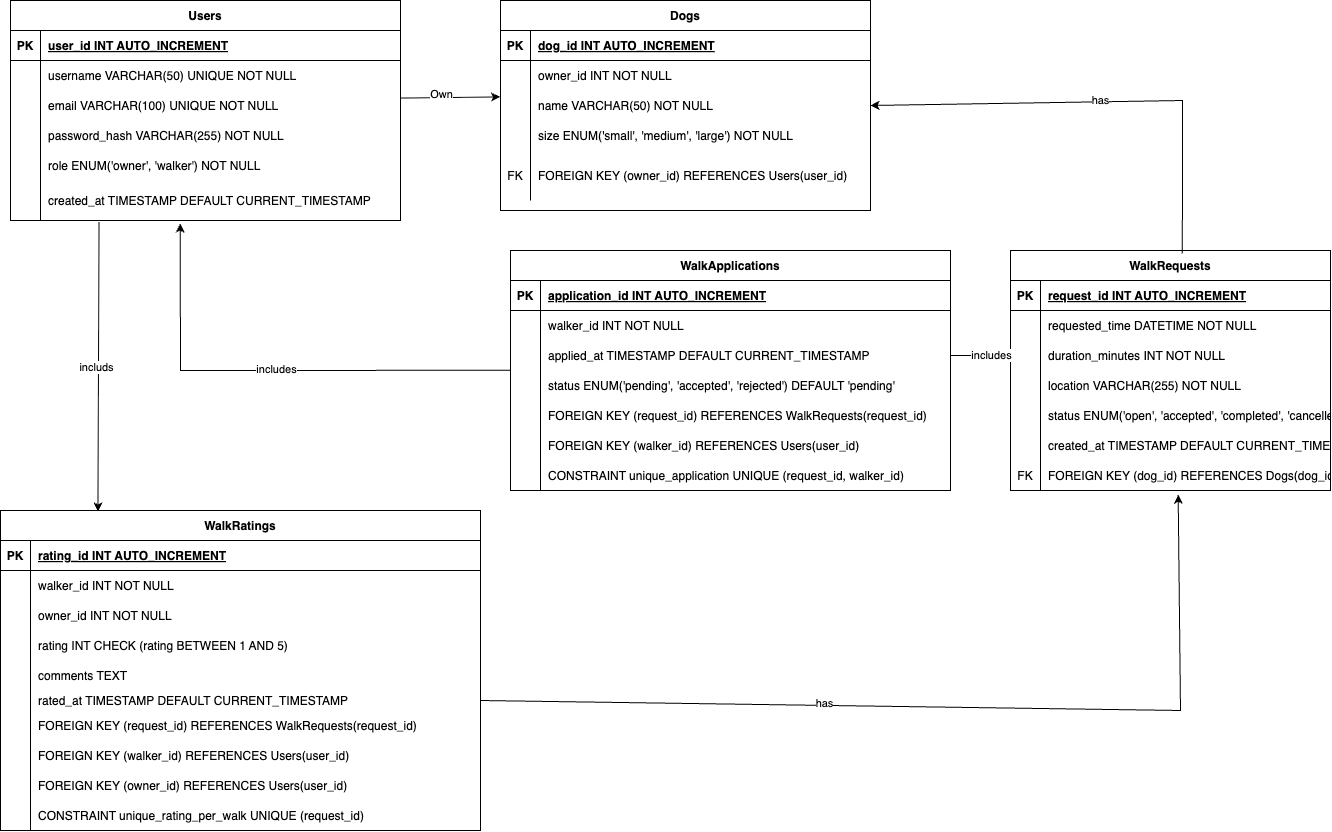 Users
PK user_id INT AUTO_INCREMENT
username VARCHAR(50) UNIQUE NOT NULL
email VARCHAR(100) UNIQUE NOT NULL
password_hash VARCHAR(255) NOT NULL
role ENUM('owner', 'walker') NOT NULL
created_at TIMESTAMP DEFAULT CURRENT_TIMESTAMP
Own
Dogs
PK dog_id INT AUTO_INCREMENT
owner_id INT NOT NULL
name VARCHAR(50) NOT NULL
size ENUM('small', 'medium', 'large') NOT NULL
FK FOREIGN KEY (owner_id) REFERENCES Users(user_id)
has
WalkApplications
PK application_id INT AUTO_INCREMENT
walker_id INT NOT NULL
applied_at TIMESTAMP DEFAULT CURRENT_TIMESTAMP
status ENUM('pending', 'accepted', 'rejected') DEFAULT 'pending'
FOREIGN KEY (request_id) REFERENCES WalkRequests(request_id)
FOREIGN KEY (walker_id) REFERENCES Users(user_id)
CONSTRAINT unique_application UNIQUE (request_id, walker_id)
includes
WalkRequests
PK request_id INT AUTO_INCREMENT
requested_time DATETIME NOT NULL
duration_minutes INT NOT NULL
location VARCHAR(255) NOT NULL
status ENUM('open', 'accepted', 'completed', 'cancelle
created_at TIMESTAMP DEFAULT CURRENT_TIME
FK FOREIGN KEY (dog_id) REFERENCES Dogs(dog_id
includs
includes
WalkRatings
PK rating_id INT AUTO_INCREMENT
walker_id INT NOT NULL
owner_id INT NOT NULL
rating INT CHECK (rating BETWEEN 1 AND 5)
comments TEXT
rated_at TIMESTAMP DEFAULT CURRENT_TIMESTAMP
FOREIGN KEY (request_id) REFERENCES WalkRequests(request_id)
FOREIGN KEY (walker_id) REFERENCES Users(user_id)
FOREIGN KEY (owner_id) REFERENCES Users(user_id)
CONSTRAINT unique_rating_per_walk UNIQUE (request_id)
has